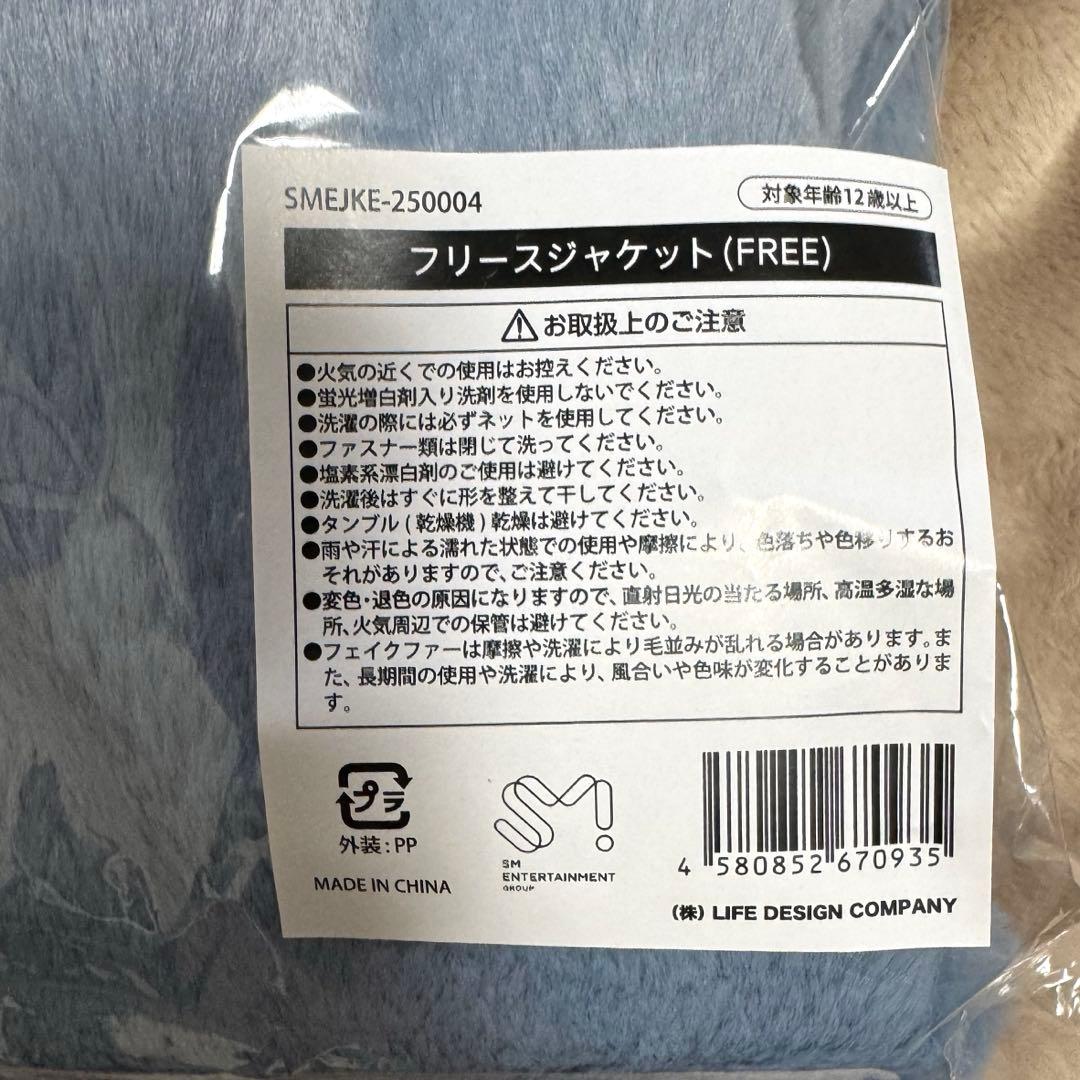 SMEJKE-250004
対象年齢12歳以上
フリースジャケット(FREE)
お取扱上のご注意
●火気の近くでの使用はお控えください。
●蛍光増白剤入り洗剤を使用しないでください。
●洗濯の際には必ずネットを使用してください。
●ファスナー類は閉じて洗ってください。
●塩素系漂白剤のご使用は避けてください。
●洗濯後はすぐに形を整えて干してください。
●タンブル(乾燥機)乾燥は避けてください。
●雨や汗による濡れた状態での使用や摩擦により、色落ちや色移りするお
それがありますので、ご注意ください。
●変色・退色の原因になりますので、直射日光の当たる場所、高温多湿な場
所、火気周辺での保管は避けてください。
●フェイクファーは摩擦や洗濯により毛並みが乱れる場合があります。ま
た、長期間の使用や洗濯により、風合いや色味が変化することがありま
す。
プラ
外装:PP
MADE IN CHINA
SM
SM
ENTERTAINMENT
GROUP
4 580852 670935
(株) LIFE DESIGN COMPANY